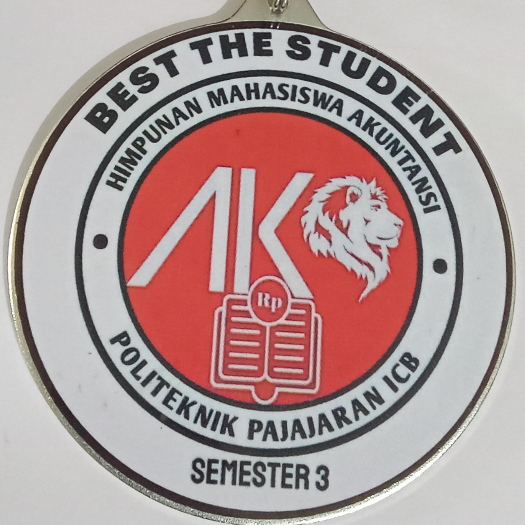 BEST THE STUDENT
HIMPUNAN MAHASISWA AKUNTANSI
AK
Rp
POLITEKNIK PAJAJARAN ICB
SEMESTER 3